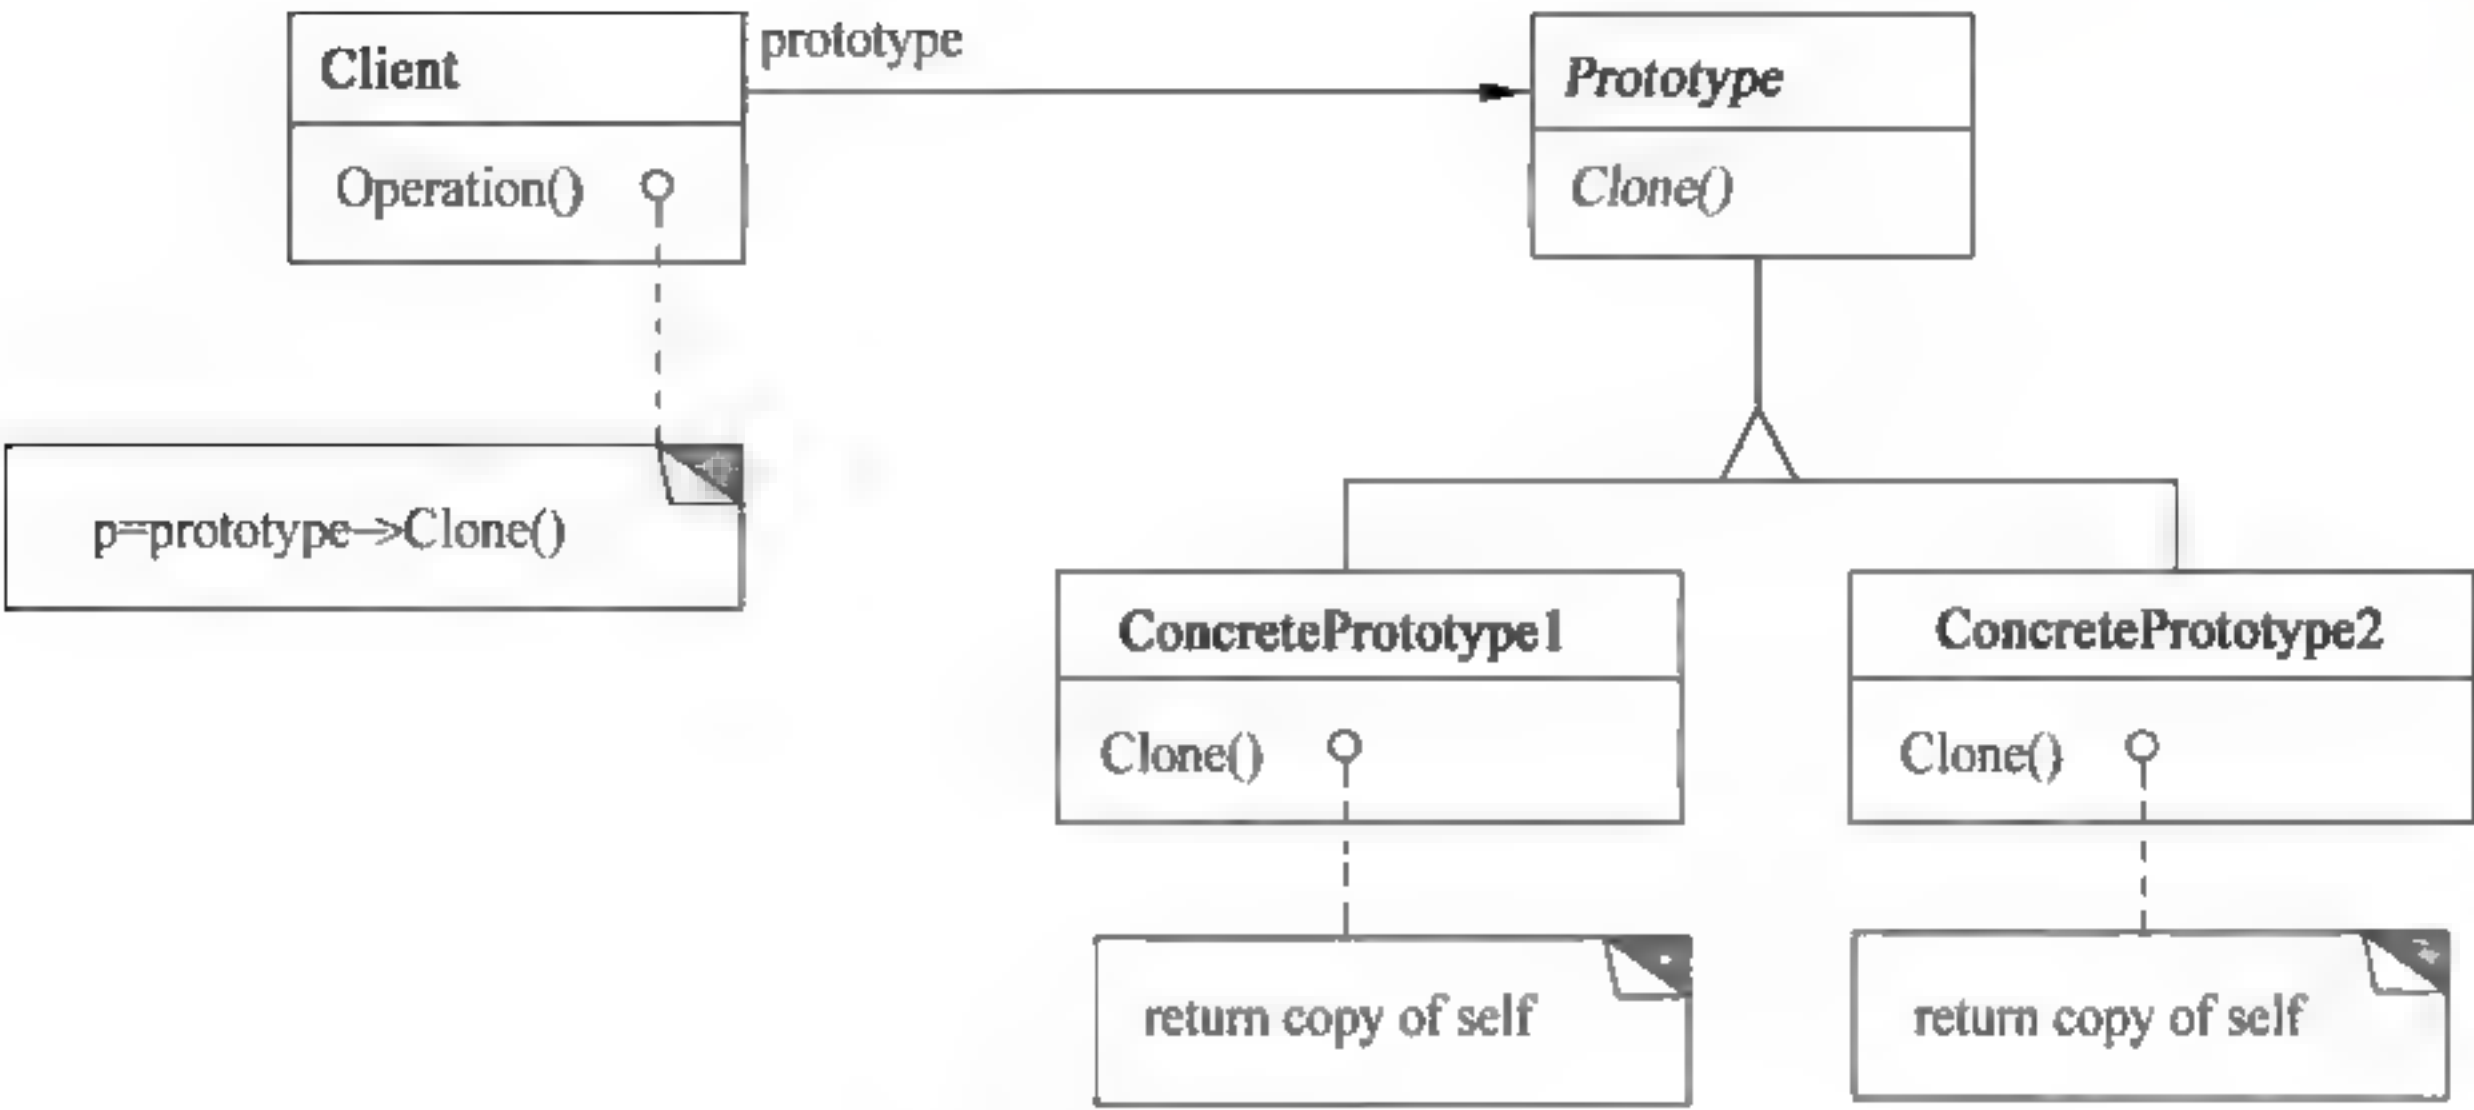 Client
prototype
Prototype
Operation()
Clone()
p=prototype->Clone()
ConcretePrototype1
ConcretePrototype2
Clone()
Clone()
return copy of self
return copy of self